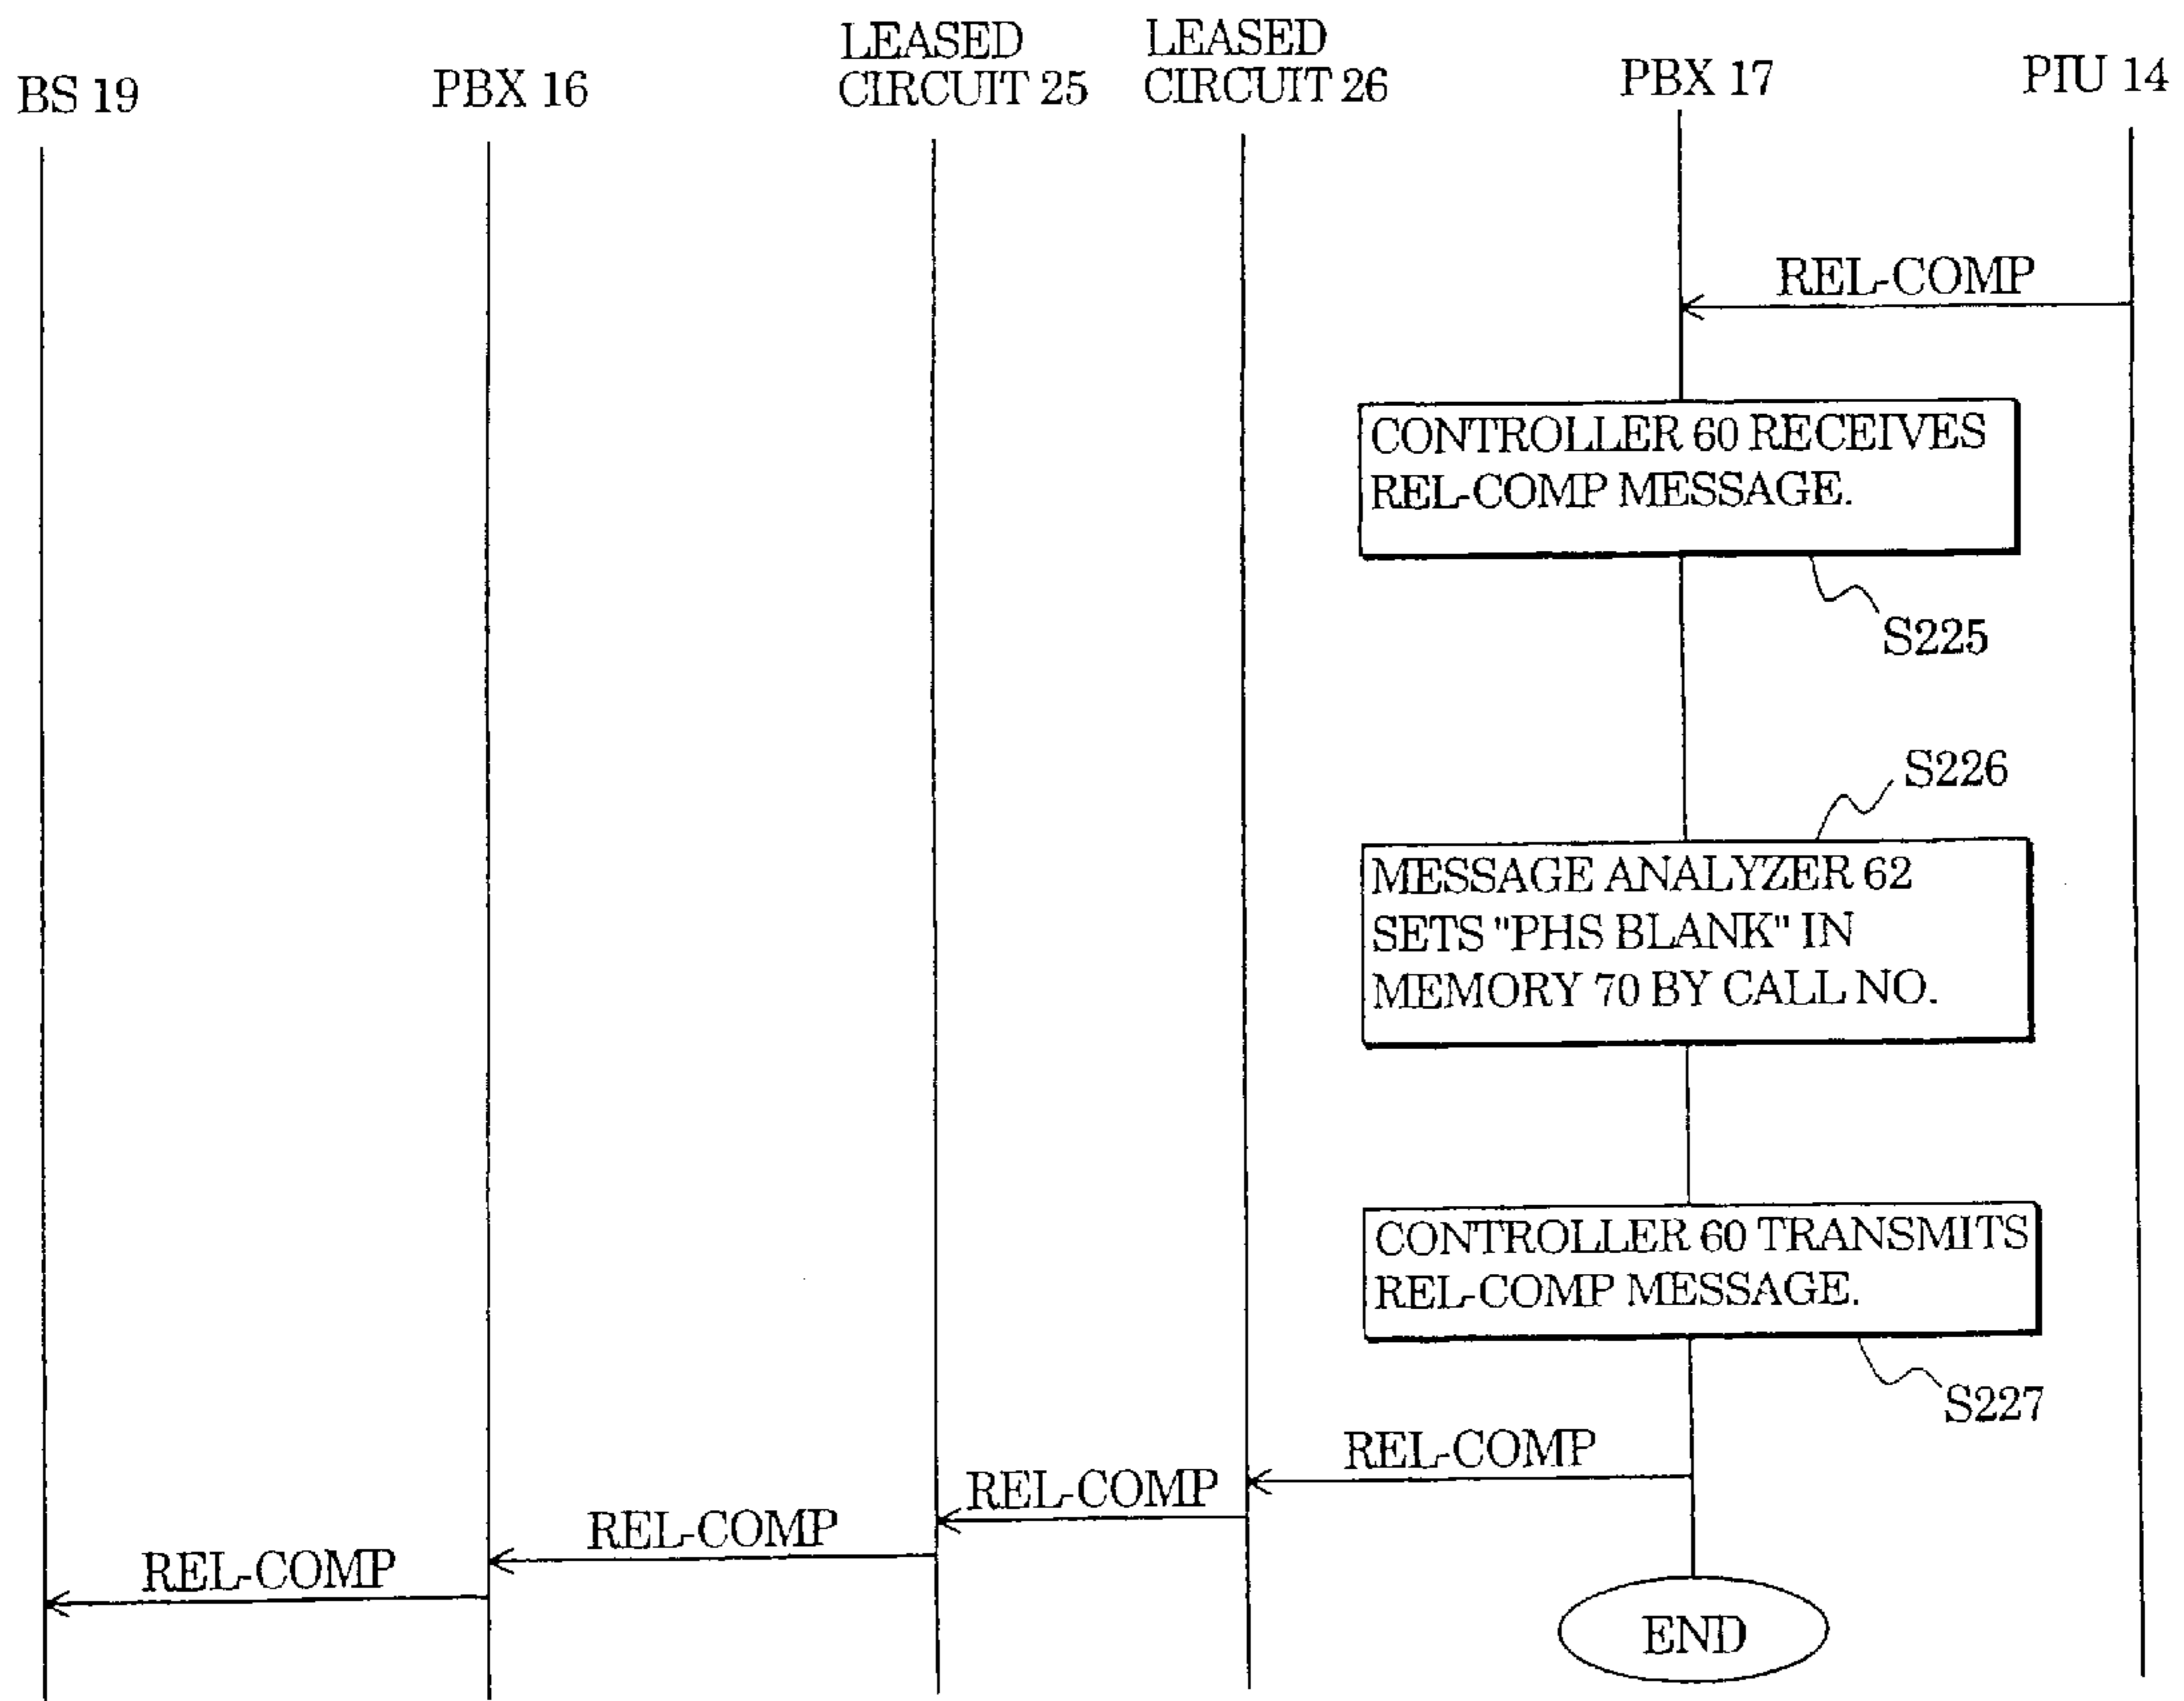 BS 19
PBX 16
LEASED
CIRCUIT 25
LEASED
CIRCUIT 26
PBX 17
PIU 14
REL-COMP
CONTROLLER 60 RECEIVES
REL-COMP MESSAGE.
S225
S226
MESSAGE ANALYZER 62
SETS "PHS BLANK" IN
MEMORY 70 BY CALL NO.
CONTROLLER 60 TRANSMITS
REL-COMP MESSAGE.
S227
REL-COMP
REL-COMP
REL-COMP
REL-COMP
END